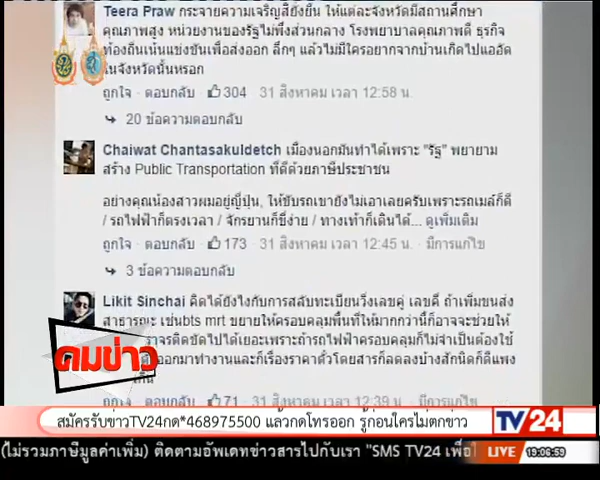 Teera Praw กระจายความเจริญสิยั่งยืน ให้แต่ละจังหวัดมีสถานศึกษา
คุณภาพสูง หน่วยงานของรัฐไม่พึ่งส่วนกลาง โรงพยาบาลคุณภาพดี ธุรกิจ
ท้องถิ่นเน้นแข่งขันเพื่อส่งออก ลึกๆ แล้วไม่มีใครอยากจากบ้านเกิดไปแออัด
ในจังหวัดนั้นหรอก
ถูกใจ · ตอบกลับ · 304 · 31 สิงหาคม เวลา 12:58 น.
20 ข้อความตอบกลับ
Chaiwat Chantasakuldetch เมืองนอกมันทำได้เพราะ "รัฐ" พยายาม
สร้าง Public Transportation ที่ดีด้วยภาษีประชาชน
อย่างคุณน้องสาวผมอยู่ญี่ปุ่น, ให้ขับรถเขายังไม่เอาเลยครับเพราะรถเมล์ก็ดี
/ รถไฟฟ้าก็ตรงเวลา / จักรยานก็ขี่ง่าย / ทางเท้าก็เดินได้... ดูเพิ่มเติม
ถูกใจ · ตอบกลับ · 173 · 31 สิงหาคม เวลา 12:45 น. · มีการแก้ไข
3 ข้อความตอบกลับ
Likit Sinchai คิดได้ยังไงกับการสลับทะเบียนวิ่งเลขคู่ เลขคี่ ถ้าเพิ่มขนส่ง
สาธารณะ เช่นbts mrt ขยายให้ครอบคลุมพื้นที่ให้มากกว่านี้ก็อาจจะช่วยให้
ราจรติดขัดไปได้เยอะเพราะถ้ารถไฟฟ้าครอบคลุมก็ไม่จำเป็นต้องใช้
ออกมาทำงานและก็เรื่องราคาตั๋วโดยสารก็ลดลงบ้างสักนิดก็ดีแพง
เกิน
ถูกใจ · ตอบกลับ · 71 · 31 สิงหาคม เวลา 12:39 น. · มีการแก้ไข
คมข่าว
สมัครรับข่าวTV24กด*468975500 แล้วกดโทรออก รู้ก่อนใครไม่ตกข่าว
TV24
(ไม่รวมภาษีมูลค่าเพิ่ม) ติดตามอัพเดทข่าวสารไปกับเรา "SMS TV24 เพื่อ
LIVE 19:06:59